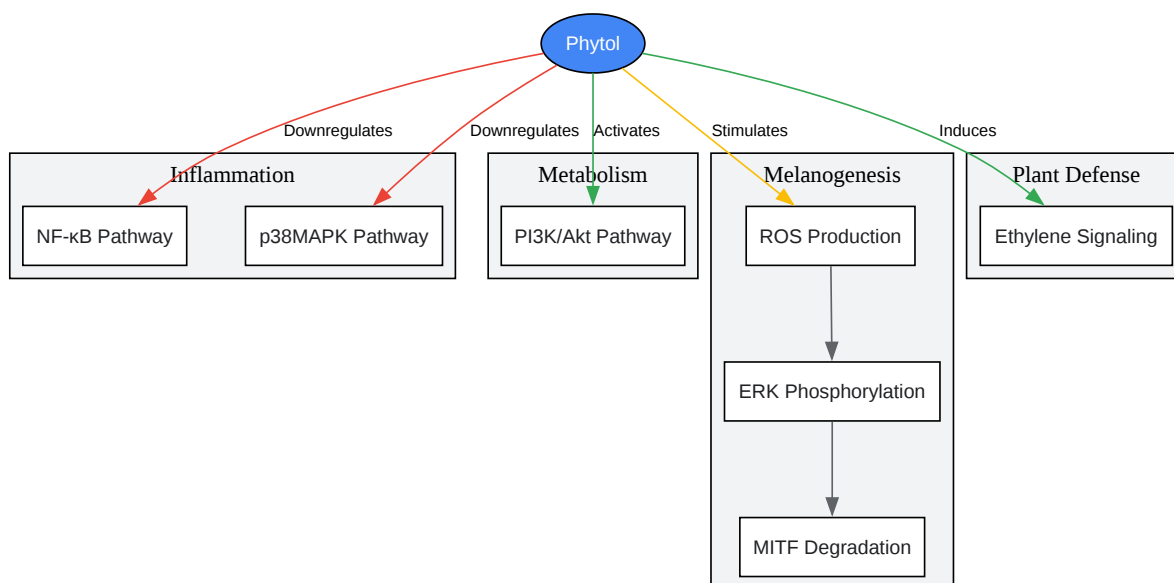 Phytol
Downregulates
Downregulates
Activates
Stimulates
Induces
Inflammation
Metabolism
Melanogenesis
Plant Defense
NF-κB Pathway
p38MAPK Pathway
PI3K/Akt Pathway
ROS Production
Ethylene Signaling
ERK Phosphorylation
MITF Degradation